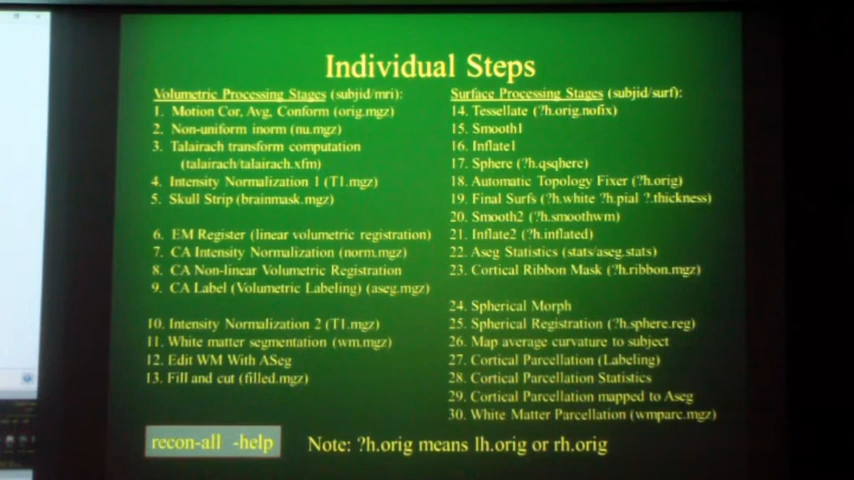 Individual Steps
Volumetric Processing Stages (subjid/mri):
1. Motion Cor, Avg, Conform (orig.mgz)
2. Non-uniform inorm (nu.mgz)
3. Talairach transform computation
(talairach/talairach.xfm)
4. Intensity Normalization 1 (T1.mgz)
5. Skull Strip (brainmask.mgz)
6. EM Register (linear volumetric registration)
7. CA Intensity Normalization (norm.mgz)
8. CA Non-linear Volumetric Registration
9. CA Label (Volumetric Labeling) (aseg.mgz)
10. Intensity Normalization 2 (T1.mgz)
11. White matter segmentation (wm.mgz)
12. Edit WM With ASeg
13. Fill and cut (filled.mgz)
Surface Processing Stages (subjid/surf):
14. Tessellate (?h.orig.nofix)
15. Smooth1
16. Inflate1
17. Sphere (?h.qsqhere)
18. Automatic Topology Fixer (?h.orig)
19. Final Surfs (?h.white ?h.pial ?.thickness)
20. Smooth2 (?h.smoothwm)
21. Inflate2 (?h.inflated)
22. Aseg Statistics (stats/aseg.stats)
23. Cortical Ribbon Mask (?h.ribbon.mgz)
24. Spherical Morph
25. Spherical Registration (?h.sphere.reg)
26. Map average curvature to subject
27. Cortical Parcellation (Labeling)
28. Cortical Parcellation Statistics
29. Cortical Parcellation mapped to Aseg
30. White Matter Parcellation (wmparc.mgz)
recon-all -help
Note: ?h.orig means lh.orig or rh.orig